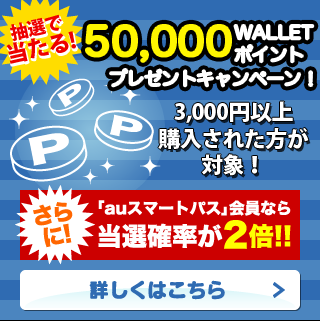 抽選で
当たる!
50,000 WALLET
ポイント
プレゼントキャンペーン!
P
P
P
3,000円以上
購入された方が
対象!
さら
に!
「auスマートパス」会員なら
当選確率が2倍!!
詳しくはこちら >